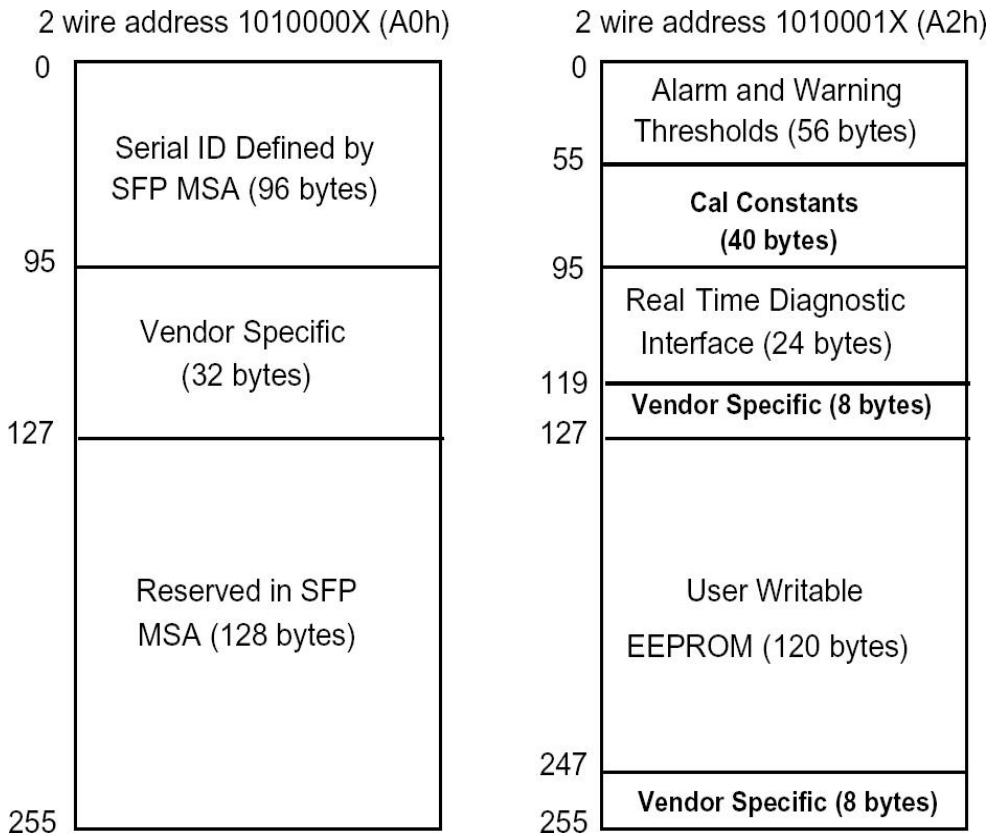 2 wire address 1010000X (A0h)
0
Serial ID Defined by
SFP MSA (96 bytes)
95
Vendor Specific
(32 bytes)
127
Reserved in SFP
MSA (128 bytes)
255
2 wire address 1010001X (A2h)
0
Alarm and Warning
Thresholds (56 bytes)
55
Cal Constants
(40 bytes)
95
Real Time Diagnostic
Interface (24 bytes)
119
Vendor Specific (8 bytes)
127
User Writable
EEPROM (120 bytes)
247
Vendor Specific (8 bytes)
255